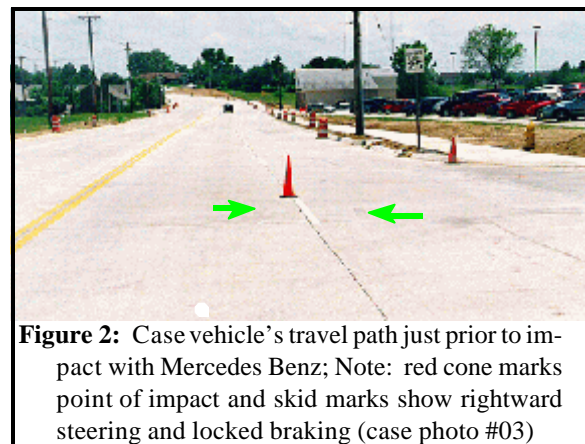 Figure 2: Case vehicle's travel path just prior to im-
pact with Mercedes Benz; Note: red cone marks
point of impact and skid marks show rightward
steering and locked braking (case photo #03)